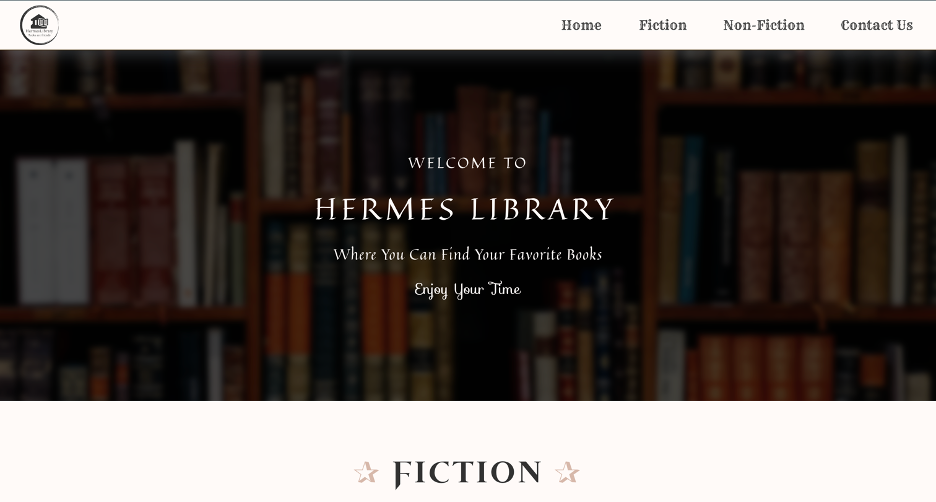 Home Fiction Non-Fiction Contact Us
WELCOME TO
HERMES LIBRARY
Where You Can Find Your Favorite Books
Enjoy Your Time
FICTION